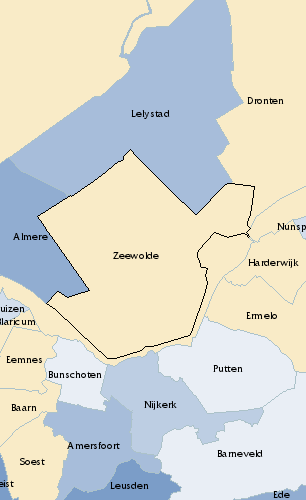 Lelystad
Dronten
Nunsp
Almere
Zeewolde
Harderwijk
uizen
Blaricum
Ermelo
Eemnes
Bunschoten
Putten
Baarn
Nijkerk
Amersfoort
Barneveld
Soest
eist
Leusden
Ede